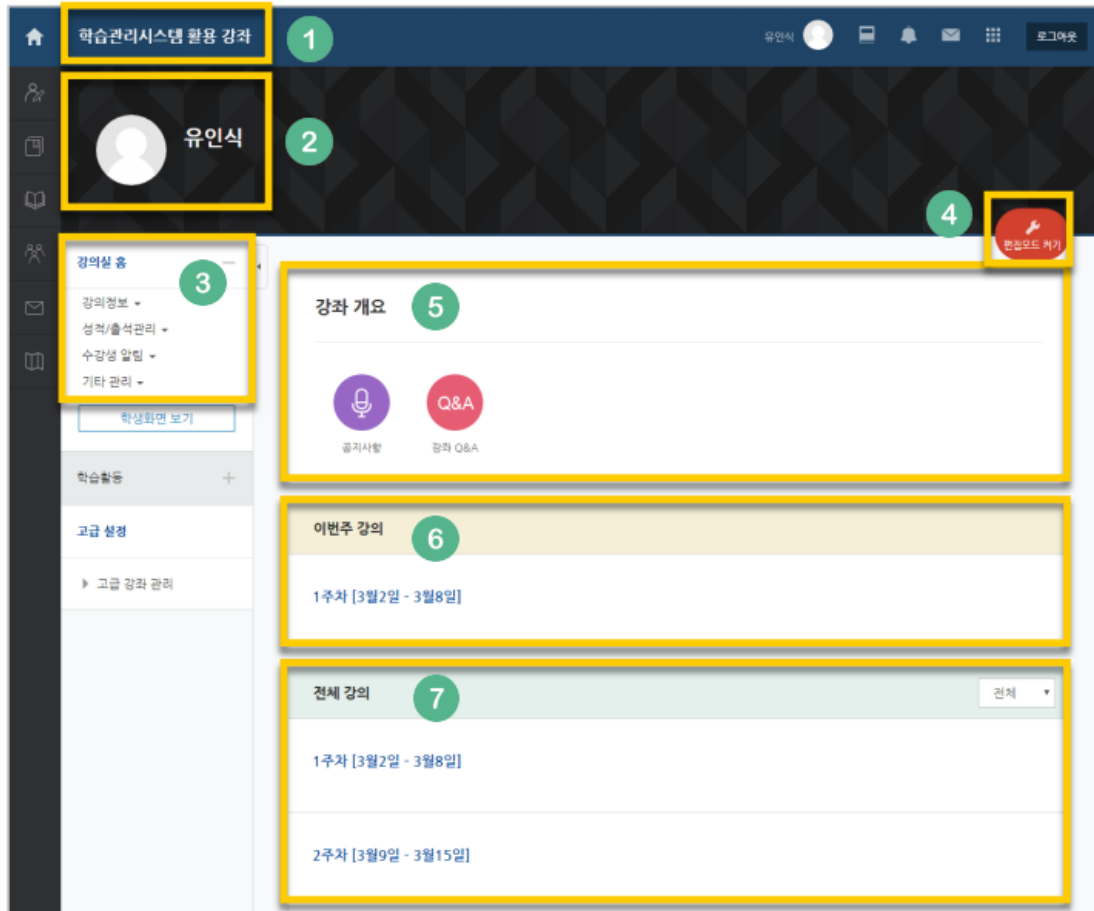 학습관리시스템 활용 강좌
1
유인식
로그아웃
유인식
2
4
편집모드 켜기
강의실 홈
3
강의정보
성적/출석관리
수강생 알림
기타 관리
학생화면 보기
학습활동
고급 설정
고급 강좌 관리
강좌 개요
5
Q&A
공지사항
강좌 Q&A
이번주 강의
6
1주차 [3월2일 - 3월8일]
전체 강의
7
전체
1주차 [3월2일 - 3월8일]
2주차 [3월9일 - 3월15일]